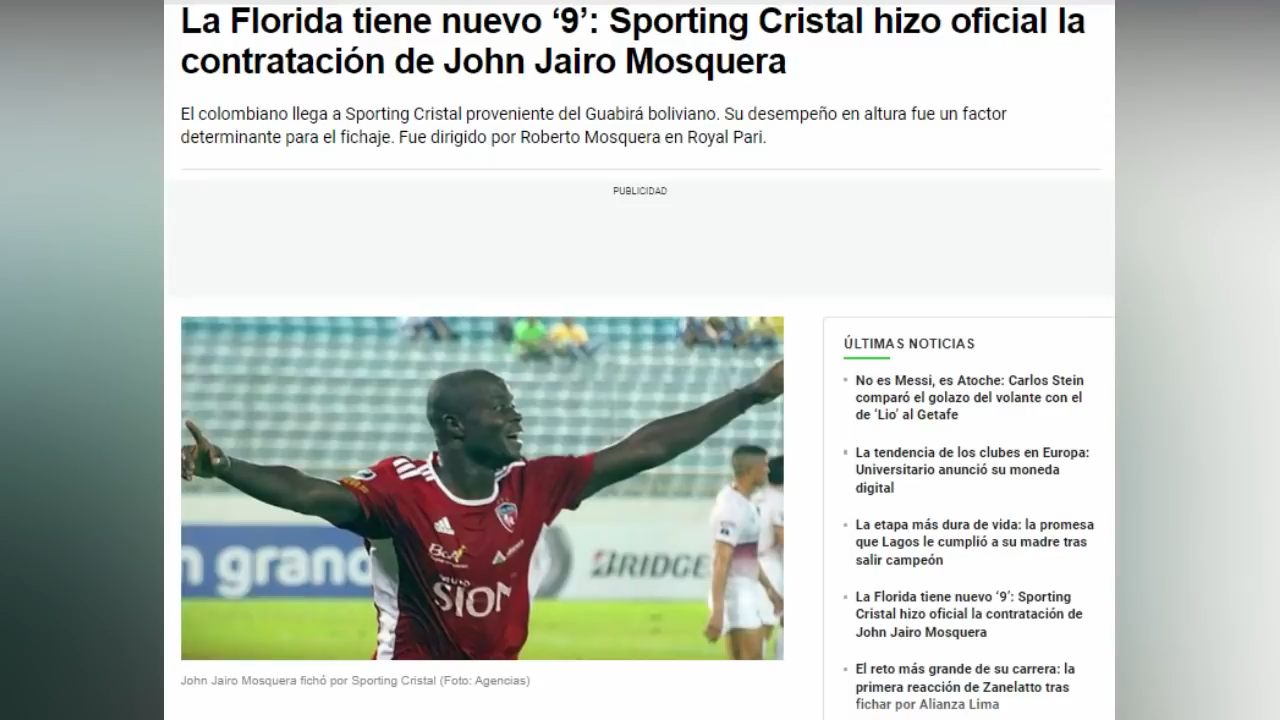 La Florida tiene nuevo ‘9’: Sporting Cristal hizo oficial la
contratación de John Jairo Mosquera
El colombiano llega a Sporting Cristal proveniente del Guabirá boliviano. Su desempeño en altura fue un factor
determinante para el fichaje. Fue dirigido por Roberto Mosquera en Royal Pari.
PUBLICIDAD
n grand
BRIDGE
SION
John Jairo Mosquera fichó por Sporting Cristal (Foto: Agencias)
ÚLTIMAS NOTICIAS
No es Messi, es Atoche: Carlos Stein
comparó el golazo del volante con el
de ‘Lio’ al Getafe
La tendencia de los clubes en Europa:
Universitario anunció su moneda
digital
La etapa más dura de vida: la promesa
que Lagos le cumplió a su madre tras
salir campeón
La Florida tiene nuevo ‘9’: Sporting
Cristal hizo oficial la contratación de
John Jairo Mosquera
El reto más grande de su carrera: la
primera reacción de Zanelatto tras
fichar por Alianza Lima